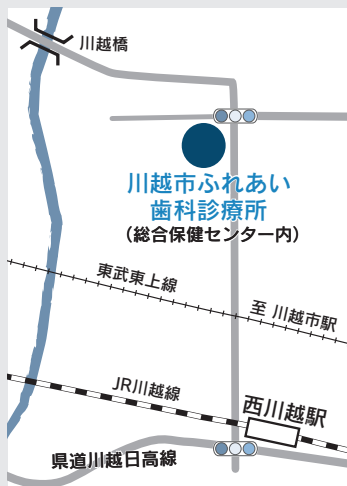 川越橋
川越市ふれあい
歯科診療所
（総合保健センター内）
東武東上線
至 川越市駅
JR川越線
西川越駅
県道川越日高線